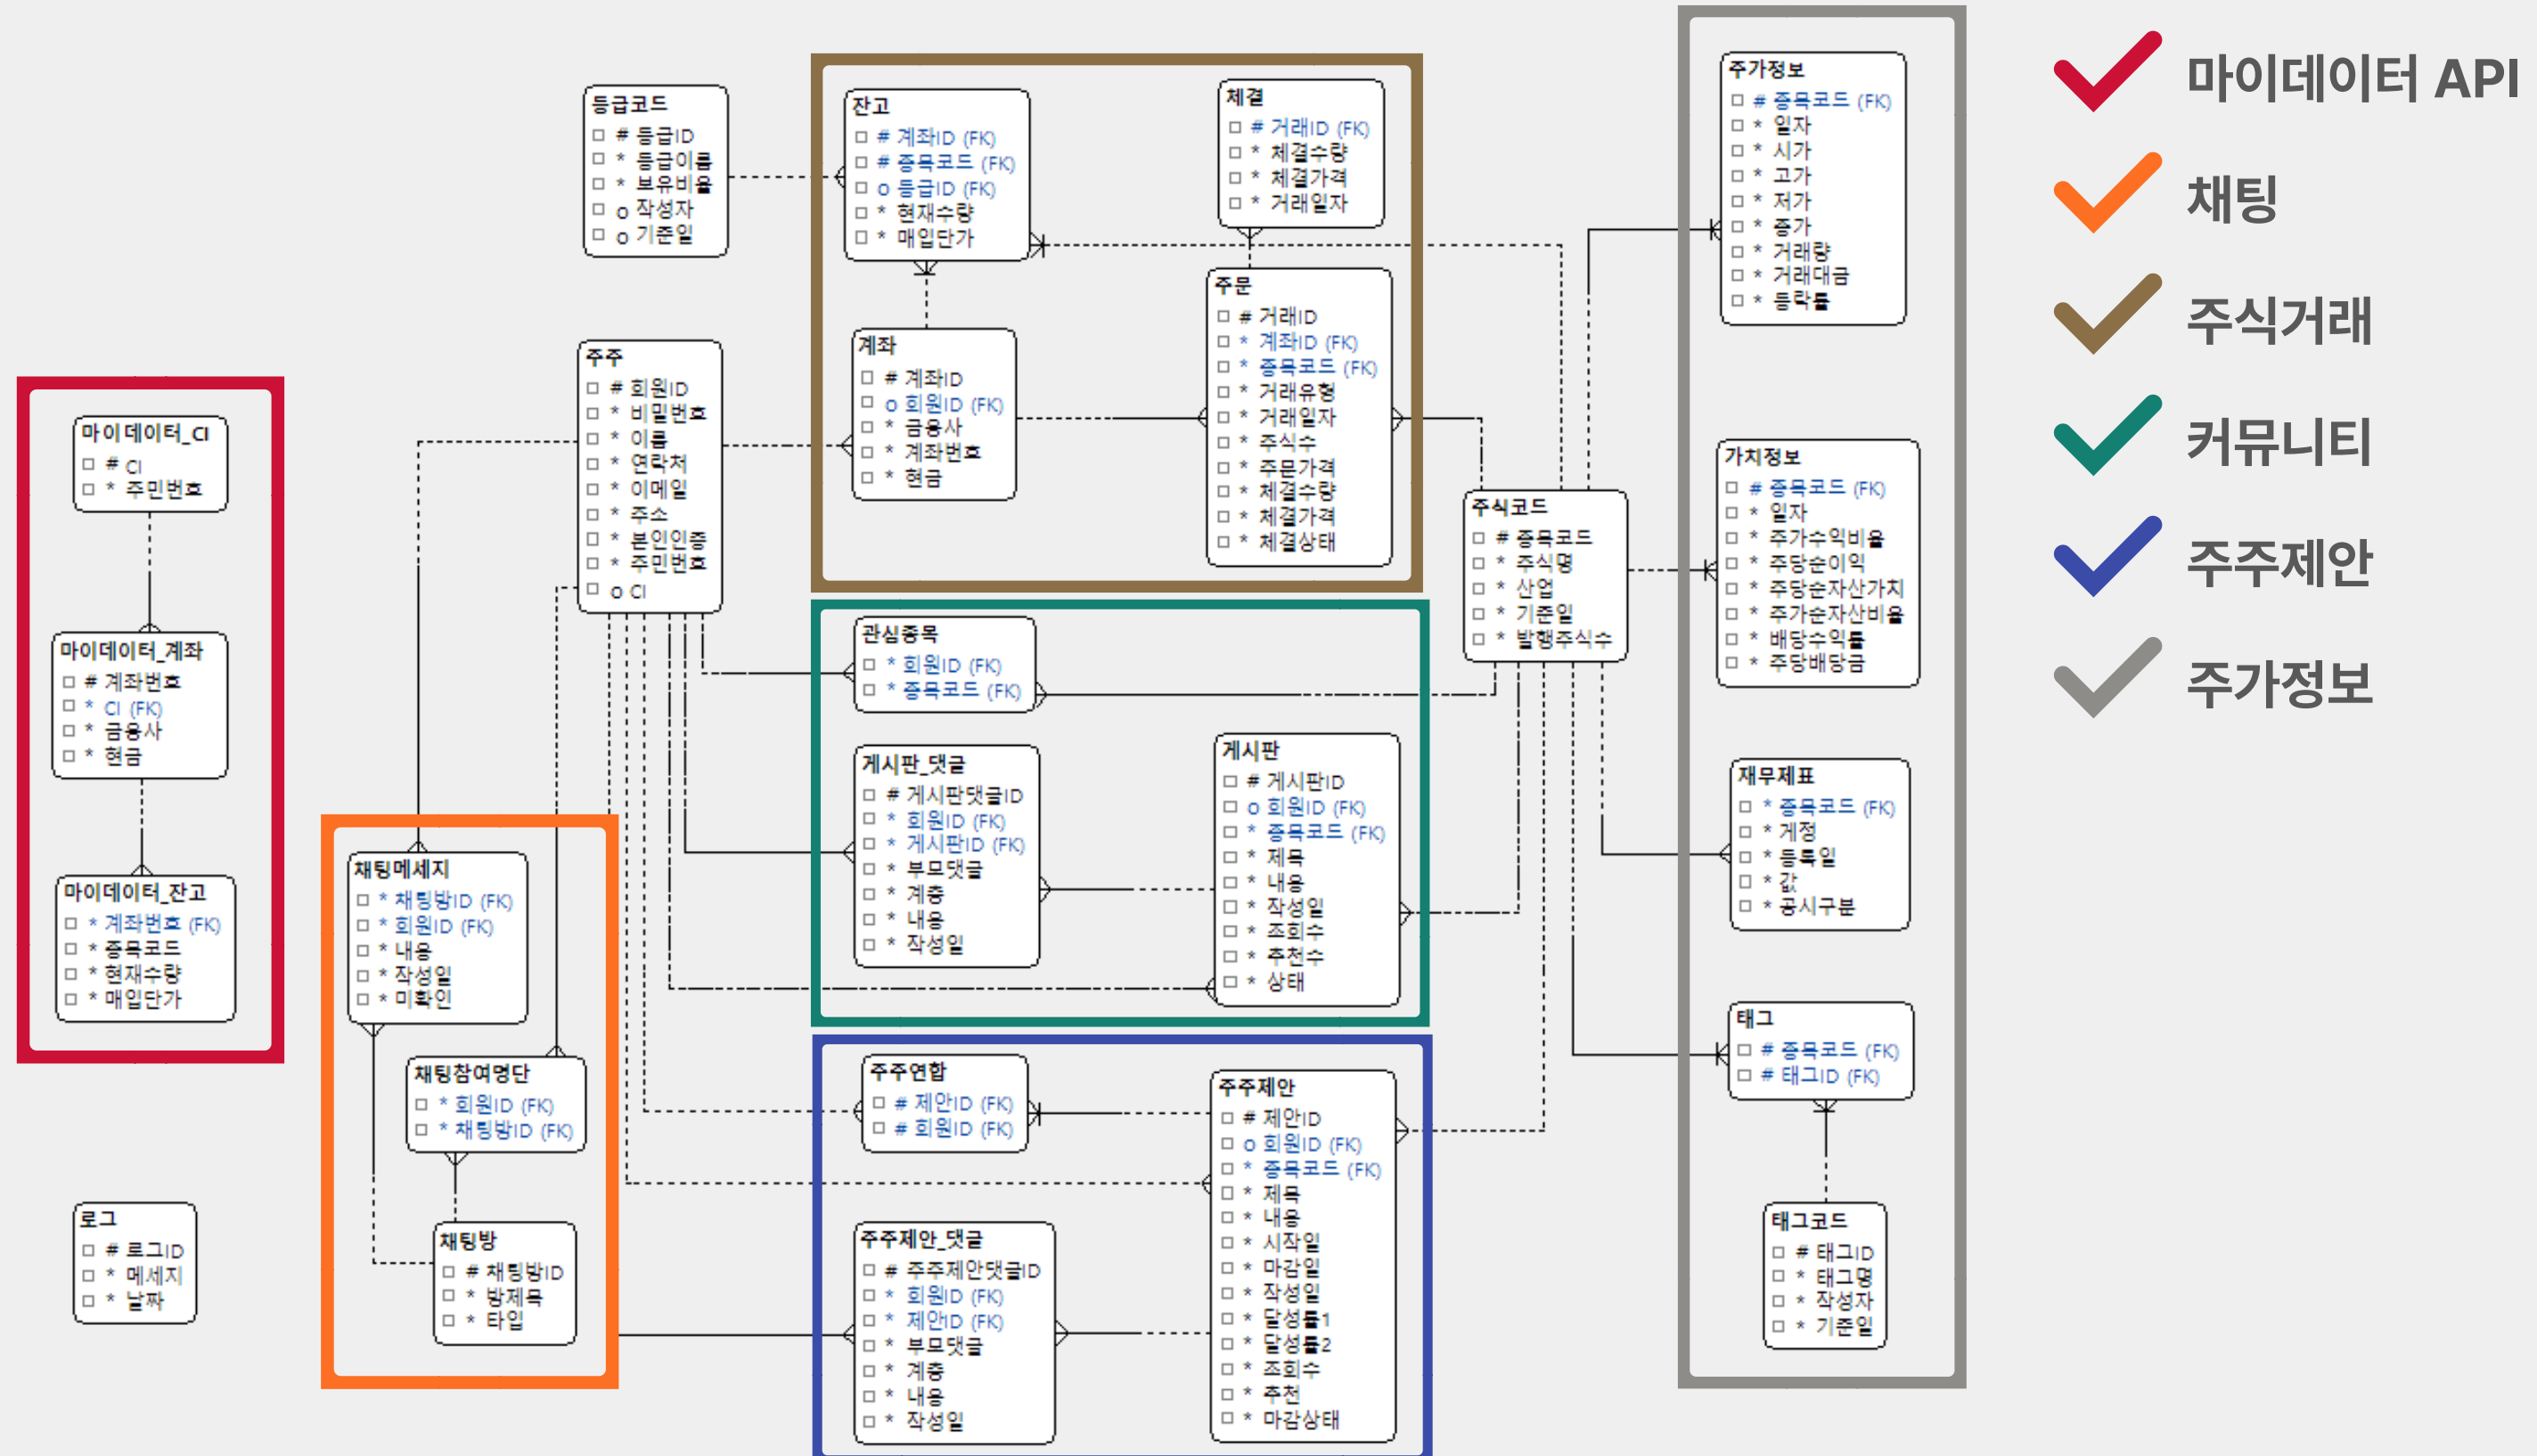 마이데이터 API
채팅
주식거래
커뮤니티
주주제안
주가정보
등급코드
# 등급ID
* 등급이름
* 보유비율
o 작성자
o 기준일
잔고
# 계좌ID (FK)
# 종목코드 (FK)
o 등급ID (FK)
* 현재수량
* 매입단가
체결
# 거래ID (FK)
* 체결수량
* 체결가격
* 거래일자
주가정보
# 종목코드 (FK)
* 일자
* 시가
* 고가
* 저가
* 종가
* 거래량
* 거래대금
* 등락률
주주
# 회원ID
* 비밀번호
* 이름
* 연락처
* 이메일
* 주소
* 본인인증
* 주민번호
o CI
계좌
# 계좌ID
o 회원ID (FK)
* 금융사
* 계좌번호
* 현금
주문
# 거래ID
* 계좌ID (FK)
* 종목코드 (FK)
* 거래유형
* 거래일자
* 주식수
* 주문가격
* 체결수량
* 체결가격
* 체결상태
마이데이터_CI
# CI
* 주민번호
마이데이터_계좌
# 계좌번호
* CI (FK)
* 금융사
* 현금
마이데이터_잔고
* 계좌번호 (FK)
* 종목코드
* 현재수량
* 매입단가
주식코드
# 종목코드
* 주식명
* 산업
* 기준일
* 발행주식수
가치정보
# 종목코드 (FK)
* 일자
* 주가수익비율
* 주당순이익
* 주당순자산가치
* 주가순자산비율
* 배당수익률
* 주당배당금
관심종목
* 회원ID (FK)
* 종목코드 (FK)
게시판_댓글
# 게시판댓글ID
* 회원ID (FK)
* 게시판ID (FK)
* 부모댓글
* 계층
* 내용
* 작성일
게시판
# 게시판ID
o 회원ID (FK)
* 종목코드 (FK)
* 제목
* 내용
* 작성일
* 조회수
* 추천수
* 상태
재무제표
* 종목코드 (FK)
* 계정
* 등록일
* 값
* 공시구분
채팅메세지
* 채팅방ID (FK)
* 회원ID (FK)
* 내용
* 작성일
* 미확인
채팅참여명단
* 회원ID (FK)
* 채팅방ID (FK)
채팅방
# 채팅방ID
* 방제목
* 타입
로그
# 로그ID
* 메세지
* 날짜
주주연합
# 제안ID (FK)
# 회원ID (FK)
주주제안_댓글
# 주주제안댓글ID
* 회원ID (FK)
* 제안ID (FK)
* 부모댓글
* 계층
* 내용
* 작성일
주주제안
# 제안ID
o 회원ID (FK)
* 종목코드 (FK)
* 제목
* 내용
* 시작일
* 마감일
* 작성일
* 달성률1
* 달성률2
* 조회수
* 추천
* 마감상태
태그
# 종목코드 (FK)
# 태그ID (FK)
태그코드
# 태그ID
* 태그명
* 작성자
* 기준일